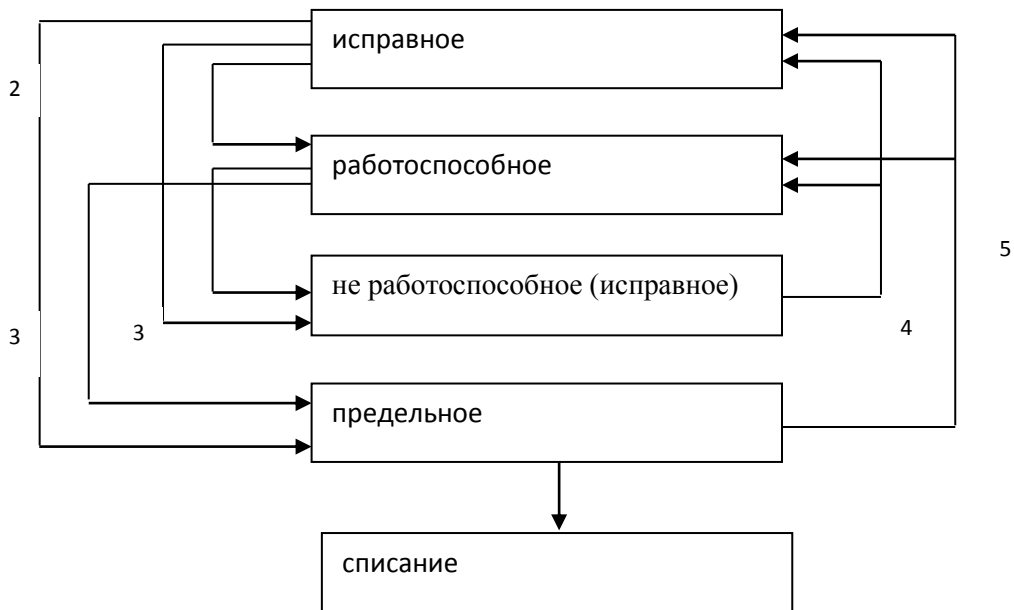 исправное
2
работоспособное
5
не работоспособное (исправное)
3
3
4
предельное
списание